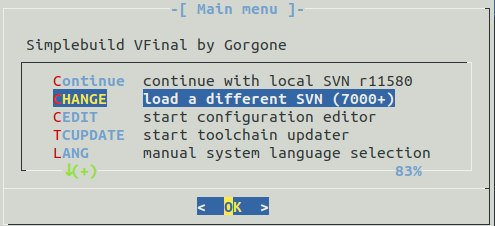 -[ Main menu ]-
Simplebuild VFinal by Gorgone
Continue continue with local SVN r11580
CHANGE load a different SVN (7000+)
CEDIT start configuration editor
TCUPDATE start toolchain updater
LANG manual system language selection
↓(+) 83%
< OK >